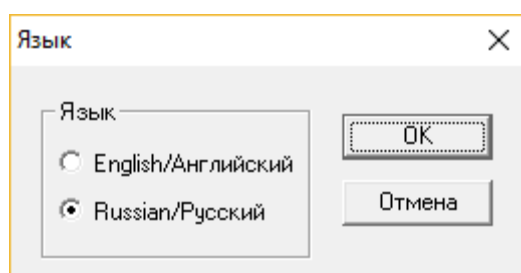 Язык
Язык
English/Английский
Russian/Русский
OK
Отмена